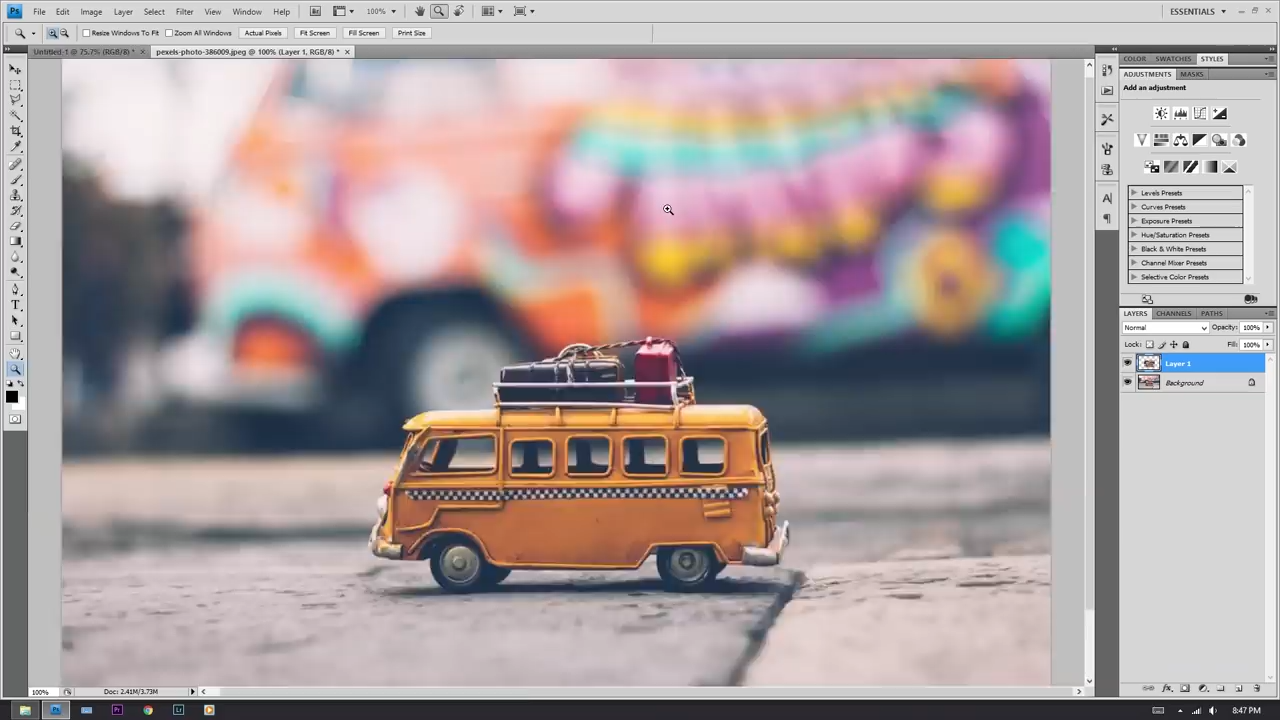 Ps File Edit Image Layer Select Filter View Window Help 100% ESSENTIALS
Resize Windows To Fit Zoom All Windows Actual Pixels Fit Screen Fill Screen Print Size
Untitled-1 @ 75.7% (RGB/8) * × pexels-photo-386009.jpeg @ 100% (Layer 1, RGB/8) * ×
COLOR SWATCHES STYLES
ADJUSTMENTS MASKS
Add an adjustment
Levels Presets
Curves Presets
Exposure Presets
Hue/Saturation Presets
Black & White Presets
Channel Mixer Presets
Selective Color Presets
LAYERS CHANNELS PATHS
Normal Opacity: 100%
Lock: Fill: 100%
Layer 1
Background
100% Doc: 2.41M/3.73M
Ps Pr Lr 8:47 PM